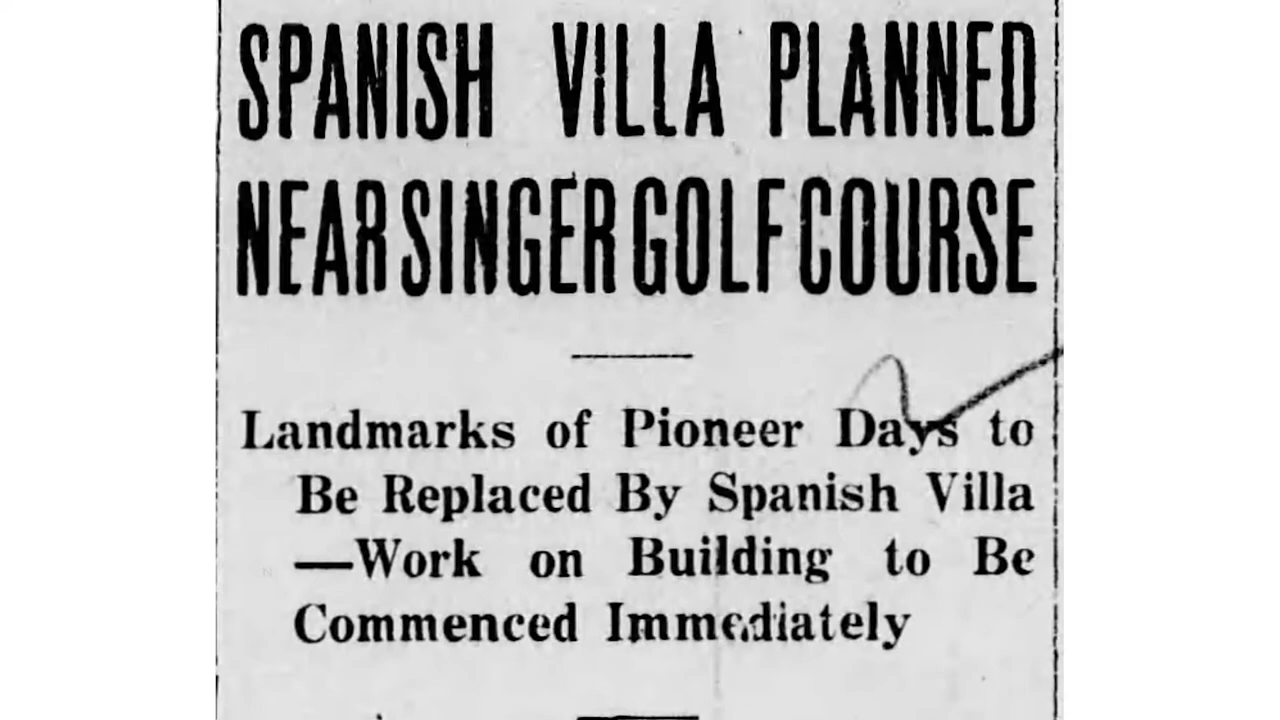 SPANISH VILLA PLANNED
NEAR SINGER GOLF COURSE
Landmarks of Pioneer Days to
Be Replaced By Spanish Villa
—Work on Building to Be
Commenced Immediately